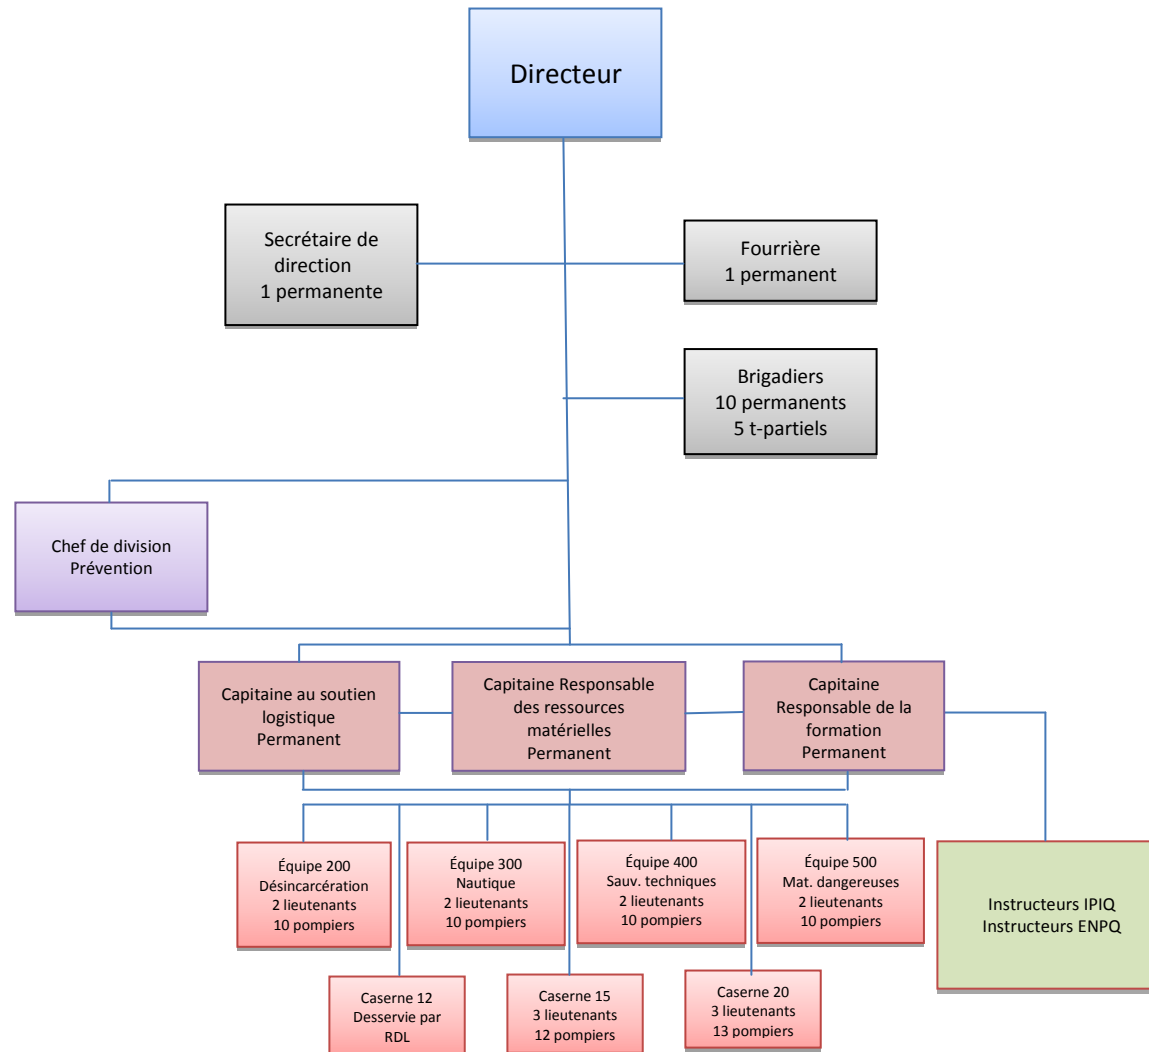 Directeur
Secrétaire de
direction
1 permanente
Fourrière
1 permanent
Brigadiers
10 permanents
5 t-partiels
Chef de division
Prévention
Capitaine au soutien
logistique
Permanent
Capitaine Responsable
des ressources
matérielles
Permanent
Capitaine
Responsable de la
formation
Permanent
Équipe 200
Désincarcération
2 lieutenants
10 pompiers
Équipe 300
Nautique
2 lieutenants
10 pompiers
Équipe 400
Sauv. techniques
2 lieutenants
10 pompiers
Équipe 500
Mat. dangereuses
2 lieutenants
10 pompiers
Instructeurs IPIQ
Instructeurs ENPQ
Caserne 12
Desservie par
RDL
Caserne 15
3 lieutenants
12 pompiers
Caserne 20
3 lieutenants
13 pompiers